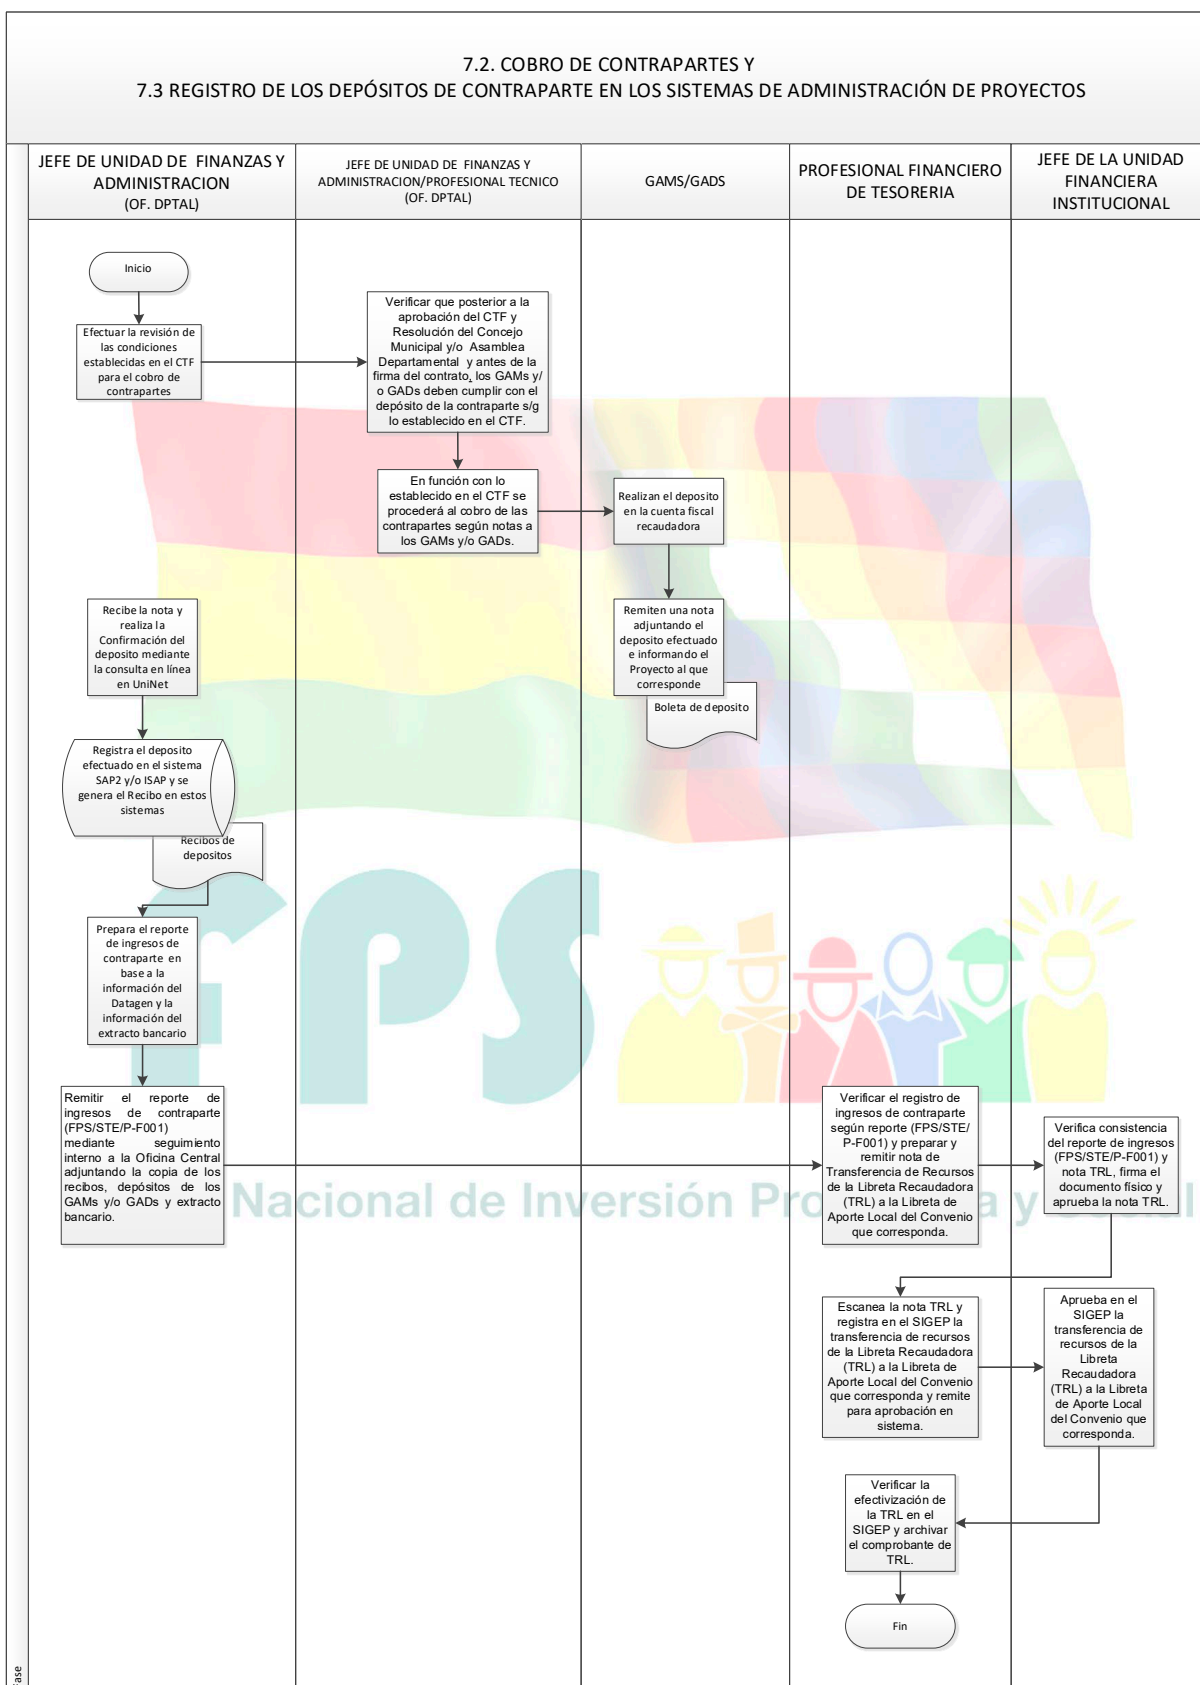 7.2. COBRO DE CONTRAPARTES Y
7.3 REGISTRO DE LOS DEPÓSITOS DE CONTRAPARTE EN LOS SISTEMAS DE ADMINISTRACIÓN DE PROYECTOS
JEFE DE UNIDAD DE FINANZAS Y
ADMINISTRACION
(OF. DPTAL)
JEFE DE UNIDAD DE FINANZAS Y
ADMINISTRACION/PROFESIONAL TECNICO
(OF. DPTAL)
GAMS/GADS
PROFESIONAL FINANCIERO
DE TESORERIA
JEFE DE LA UNIDAD
FINANCIERA
INSTITUCIONAL
Inicio
Efectuar la revisión de
las condiciones
establecidas en el CTF
para el cobro de
contrapartes
Verificar que posterior a la
aprobación del CTF y
Resolución del Concejo
Municipal y/o Asamblea
Departamental y antes de la
firma del contrato, los GAMs y/
o GADs deben cumplir con el
depósito de la contraparte s/g
lo establecido en el CTF.
En función con lo
establecido en el CTF se
procederá al cobro de las
contrapartes según notas a
los GAMs y/o GADs.
Realizan el deposito
en la cuenta fiscal
recaudadora
Recibe la nota y
realiza la
Confirmación del
deposito mediante
la consulta en línea
en UniNet
Remiten una nota
adjuntando el
deposito efectuado
e informando el
Proyecto al que
corresponde
Boleta de deposito
Registra el deposito
efectuado en el sistema
SAP2 y/o ISAP y se
genera el Recibo en estos
sistemas
Recibos de
depositos
Prepara el reporte
de ingresos de
contraparte en
base a la
información del
Datagen y la
información del
extracto bancario
fPS
Remitir el reporte de
ingresos de contraparte
(FPS/STE/P-F001)
mediante seguimiento
interno a la Oficina Central
adjuntando la copia de los
recibos, depósitos de los
GAMs y/o GADs y extracto
bancario.
Verificar el registro de
ingresos de contraparte
según reporte (FPS/STE/
P-F001) y preparar y
remitir nota de
Transferencia de Recursos
de la Libreta Recaudadora
(TRL) a la Libreta de
Aporte Local del Convenio
que corresponda.
Verifica consistencia
del reporte de ingresos
(FPS/STE/P-F001) y
nota TRL, firma el
documento físico y
aprueba la nota TRL.
Nacional de Inversión Pro a y
Escanea la nota TRL y
registra en el SIGEP la
transferencia de recursos
de la Libreta Recaudadora
(TRL) a la Libreta de
Aporte Local del Convenio
que corresponda y remite
para aprobación en
sistema.
Aprueba en el
SIGEP la
transferencia de
recursos de la
Libreta
Recaudadora
(TRL) a la Libreta
de Aporte Local
del Convenio que
corresponda.
Verificar la
efectivización de
la TRL en el
SIGEP y archivar
el comprobante de
TRL.
Fin
ase